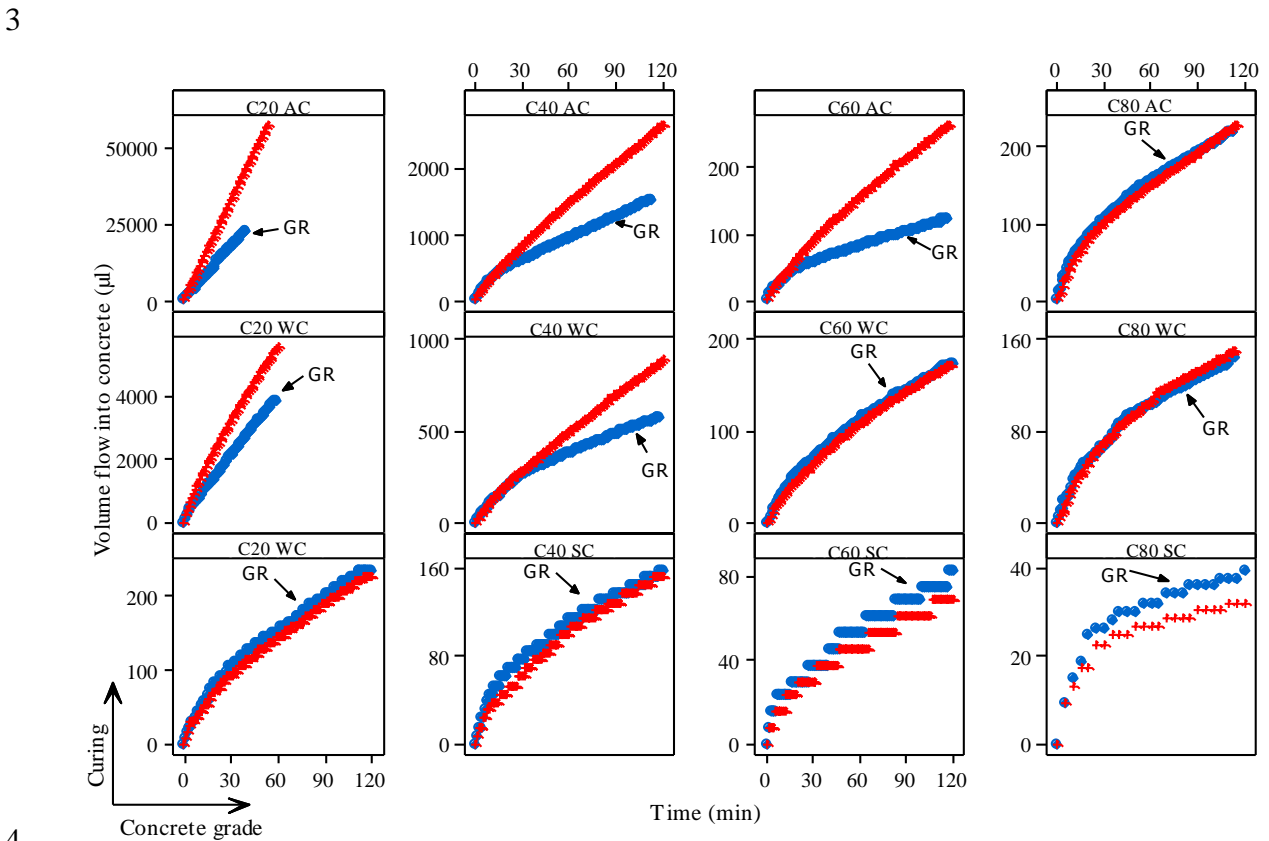 3
0 30 60 90 120
0 30 60 90 120
C20 AC
C40 AC
C60 AC
C80 AC
50000
25000
0
GR
2000
1000
0
GR
200
100
0
GR
200
100
0
GR
C20 WC
C40 WC
C60 WC
C80 WC
4000
2000
0
GR
1000
500
0
GR
200
100
0
GR
160
80
0
GR
Volume flow into concrete (µl)
C20 WC
C40 SC
C60 SC
C80 SC
200
100
0
GR
160
80
0
GR
80
40
0
GR
40
20
0
GR
0 30 60 90 120
0 30 60 90 120
Curing
Time (min)
Concrete grade